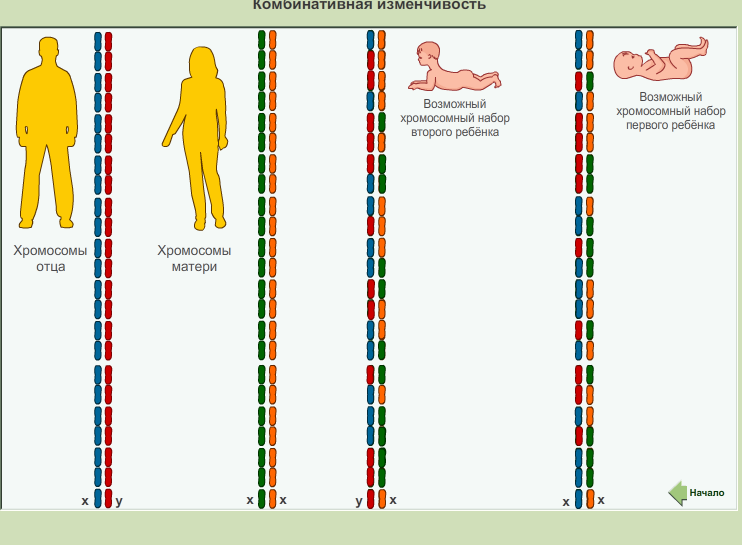 Комбинативная изменчивость
Хромосомы
отца
Хромосомы
матери
Возможный
хромосомный набор
второго ребёнка
Возможный
хромосомный набор
первого ребёнка
x y
x x
y x
x x
Начало